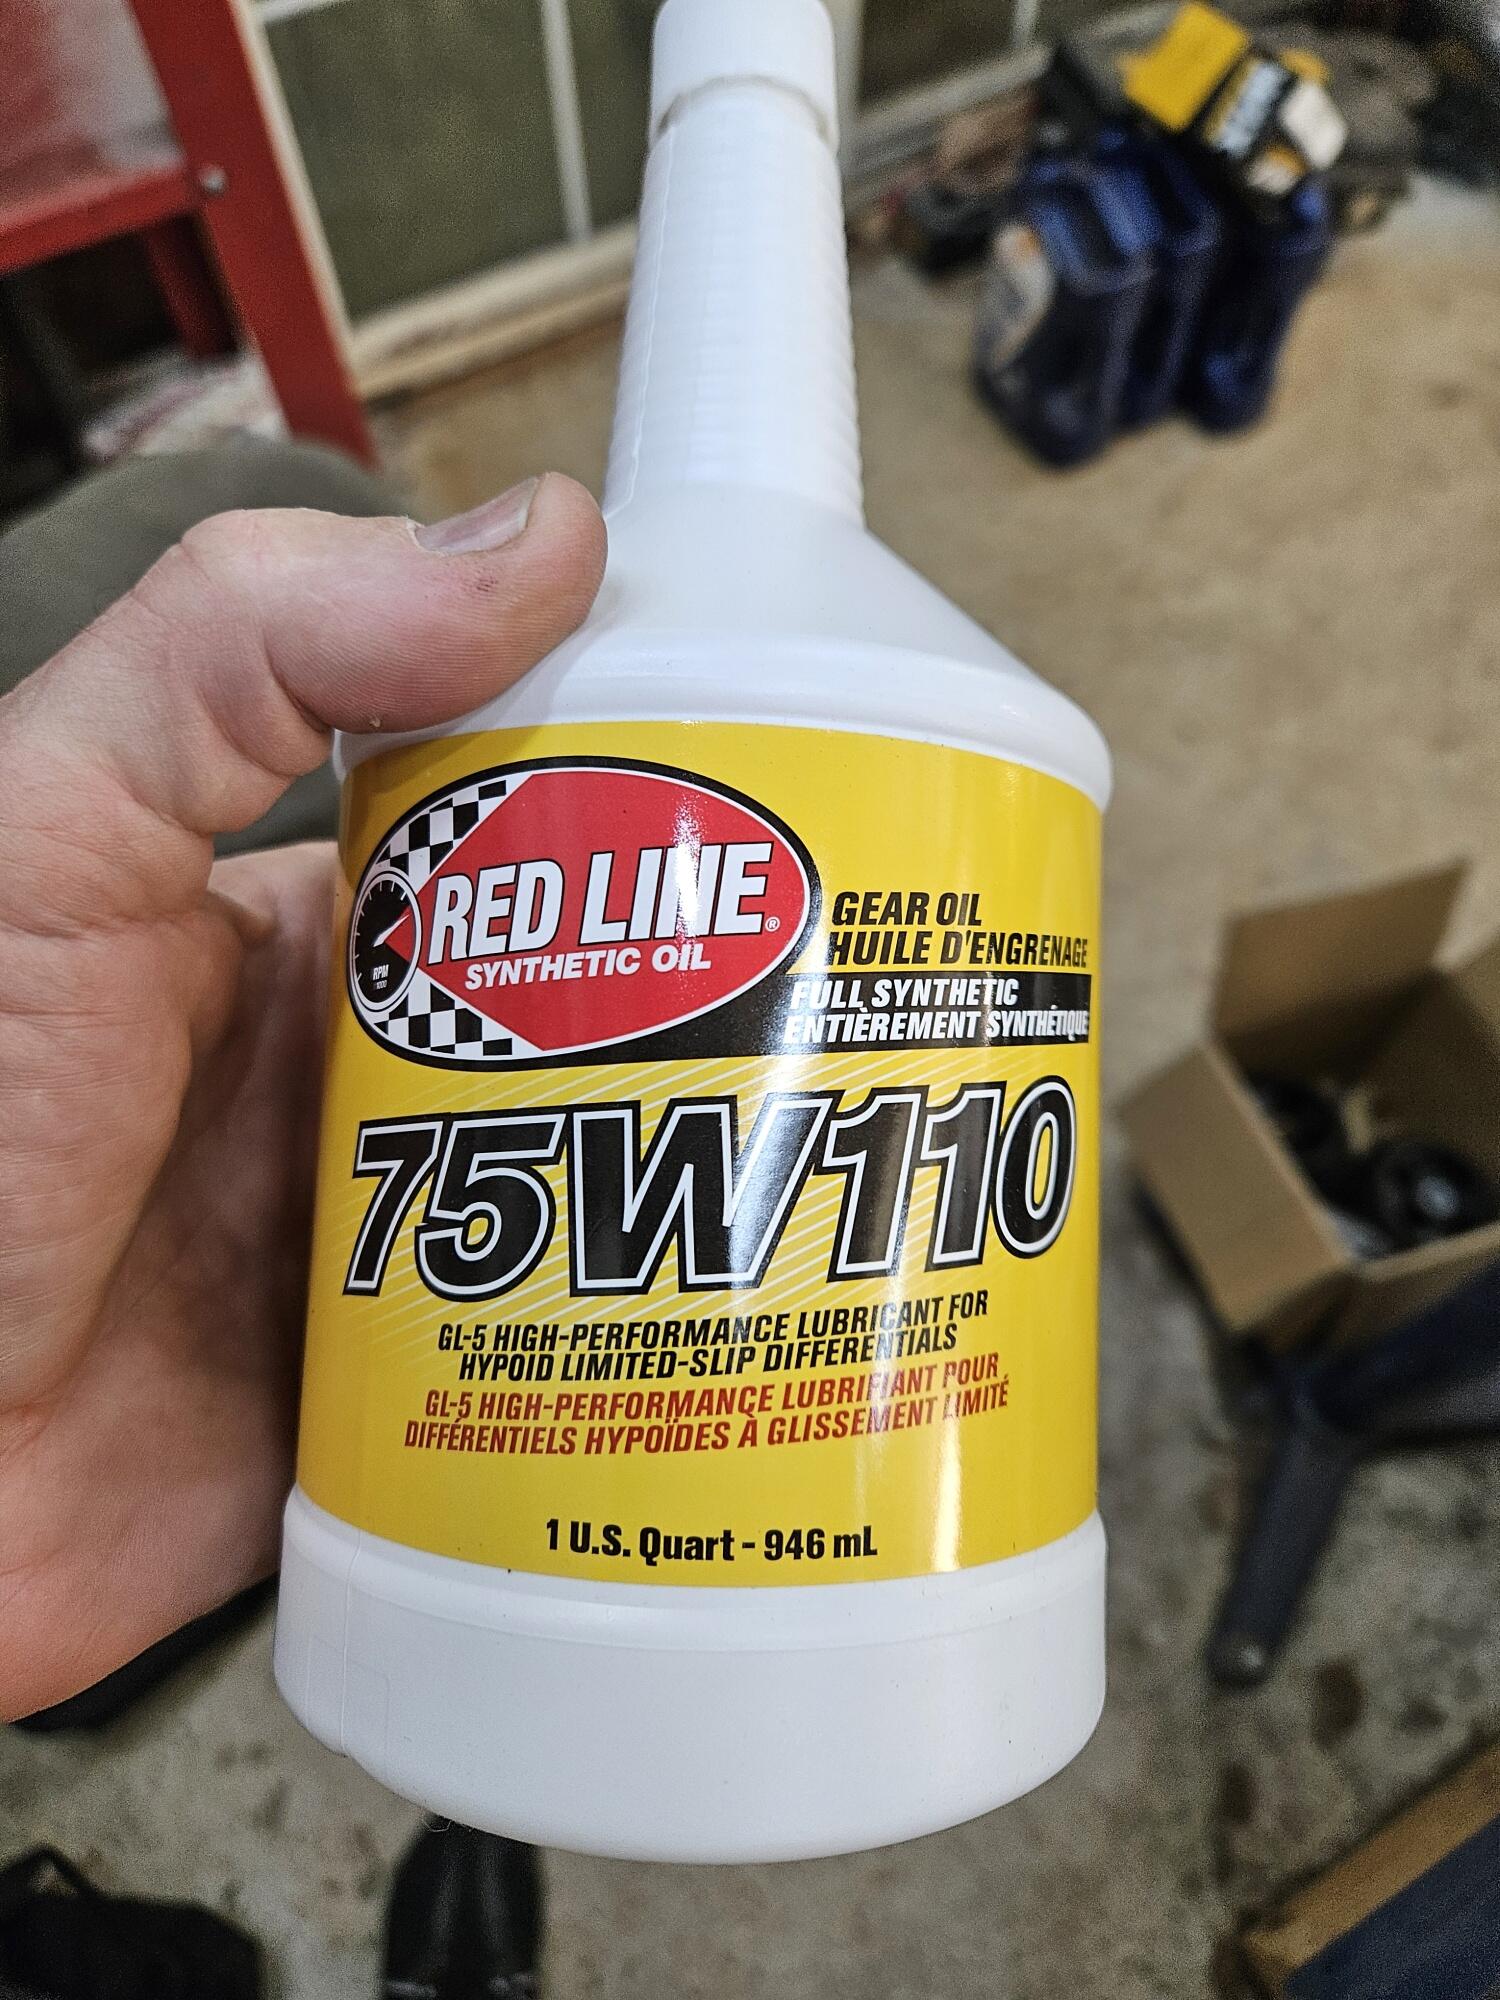 RED LINE®
SYNTHETIC OIL
RPM
x1000
GEAR OIL
HUILE D'ENGRENAGE
FULL SYNTHETIC
ENTIÈREMENT SYNTHÉTIQUE
75W110
GL-5 HIGH-PERFORMANCE LUBRICANT FOR
HYPOID LIMITED-SLIP DIFFERENTIALS
GL-5 HIGH-PERFORMANCE LUBRIFIANT POUR
DIFFÉRENTIELS HYPOÏDES À GLISSEMENT LIMITÉ
1 U.S. Quart - 946 mL